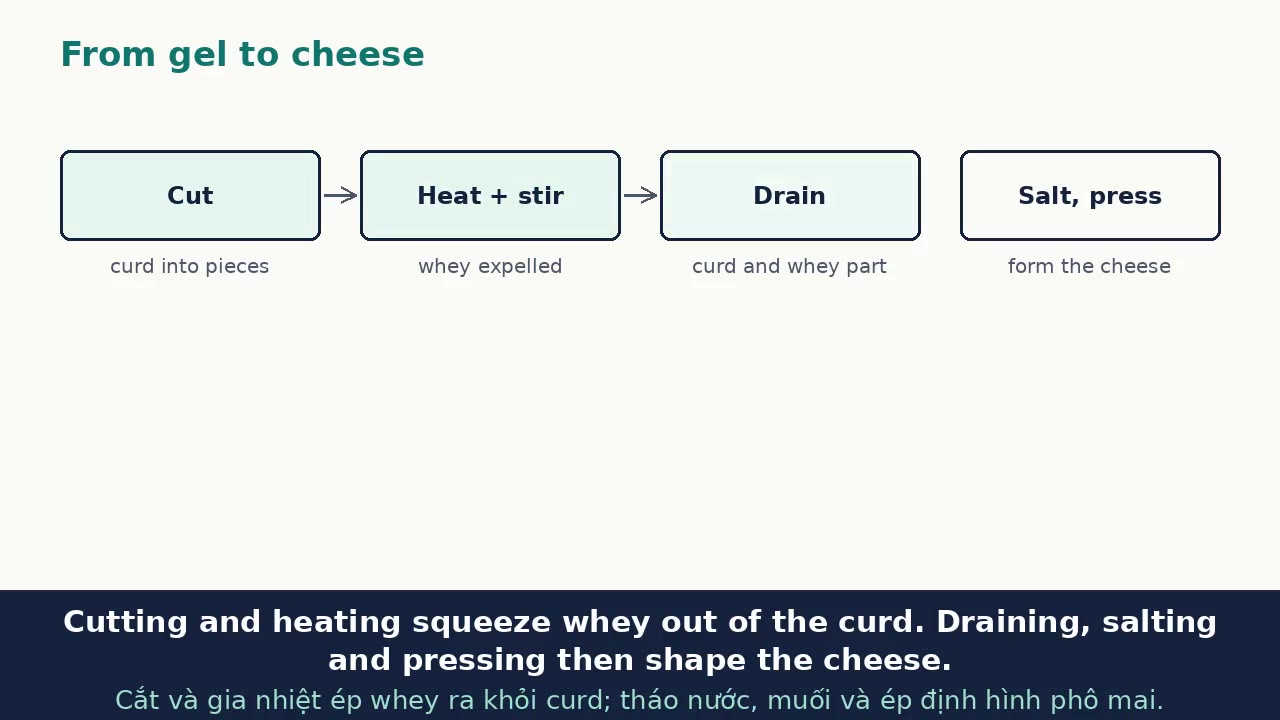 From gel to cheese
Cut
Heat + stir
Drain
Salt, press
curd into pieces
whey expelled
curd and whey part
form the cheese
Cutting and heating squeeze whey out of the curd. Draining, salting
and pressing then shape the cheese.
Cắt và gia nhiệt ép whey ra khỏi curd; tháo nước, muối và ép định hình phô mai.